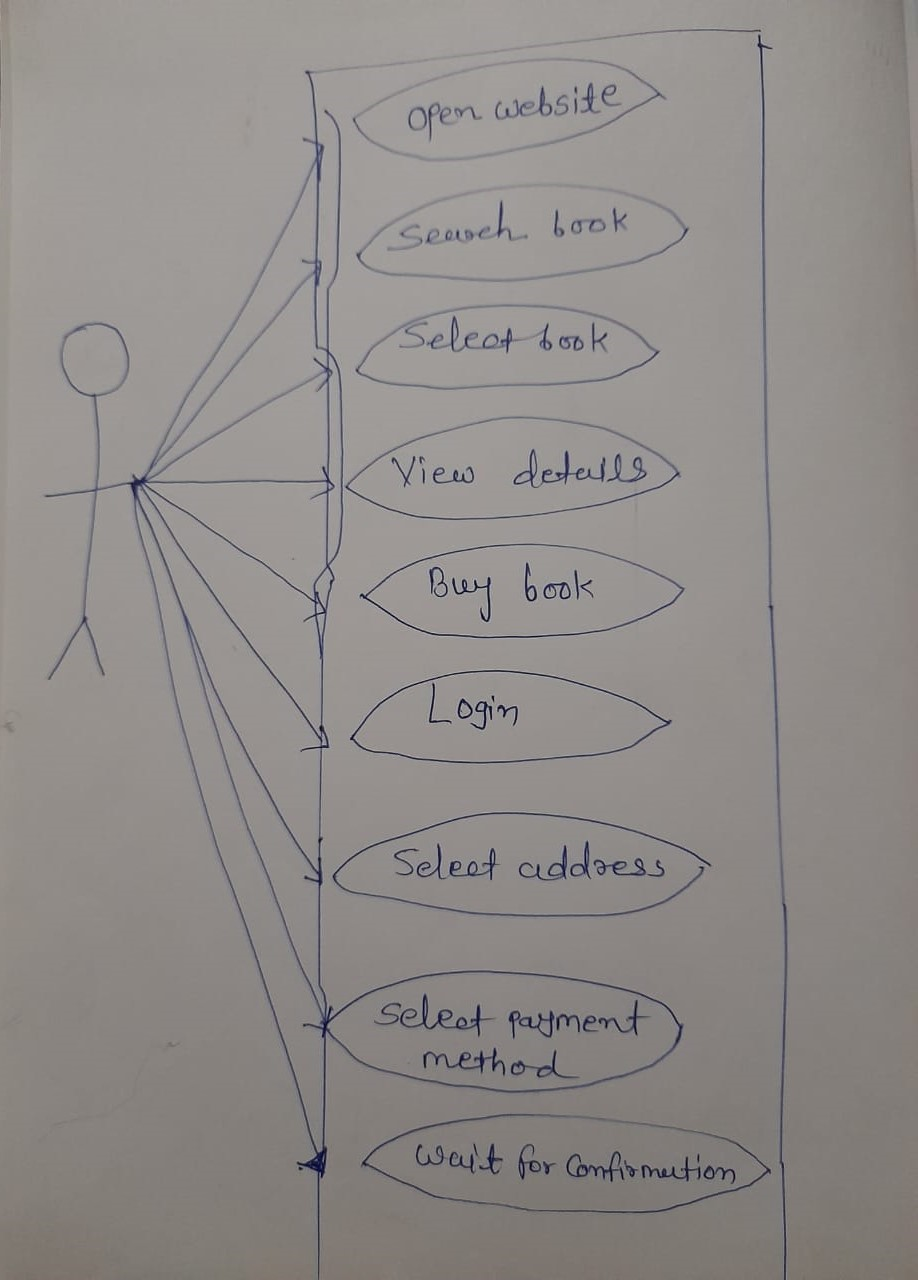 Open website
Search book
Select book
View details
Buy book
Login
Select address
Select payment
method
Wait for Confirmation